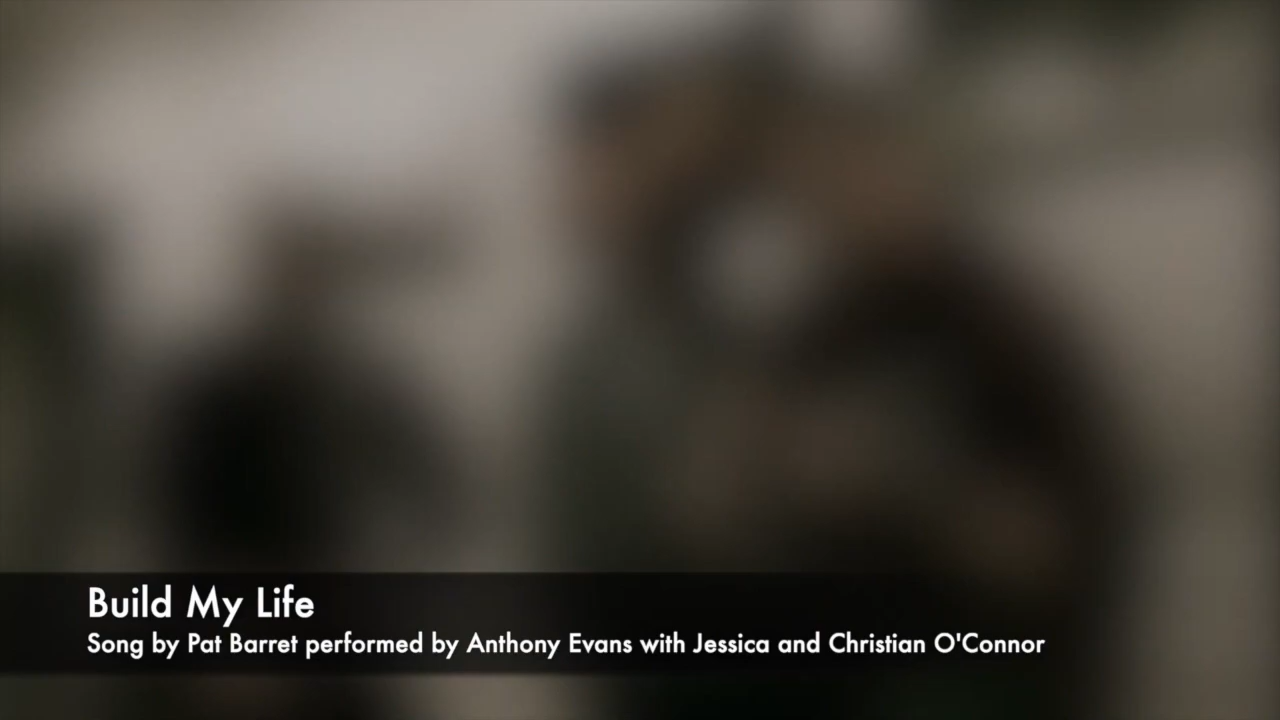 Build My Life
Song by Pat Barret performed by Anthony Evans with Jessica and Christian O'Connor